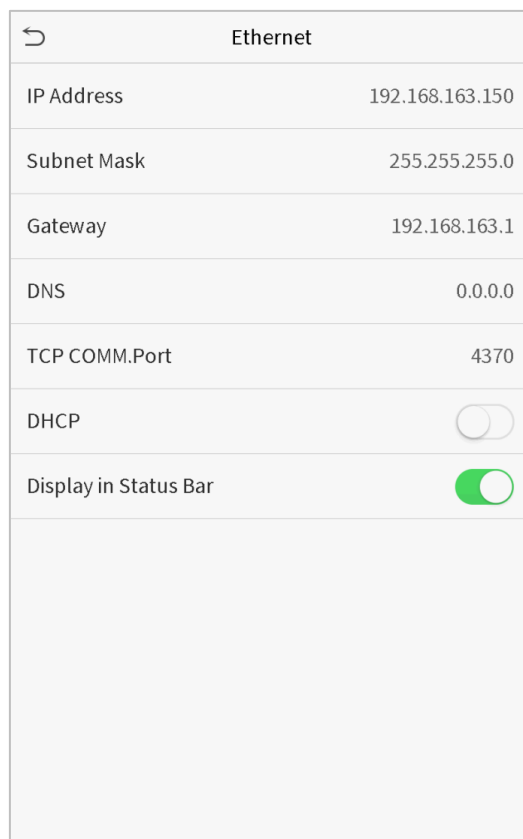 Ethernet
IP Address 192.168.163.150
Subnet Mask 255.255.255.0
Gateway 192.168.163.1
DNS 0.0.0.0
TCP COMM.Port 4370
DHCP
Display in Status Bar